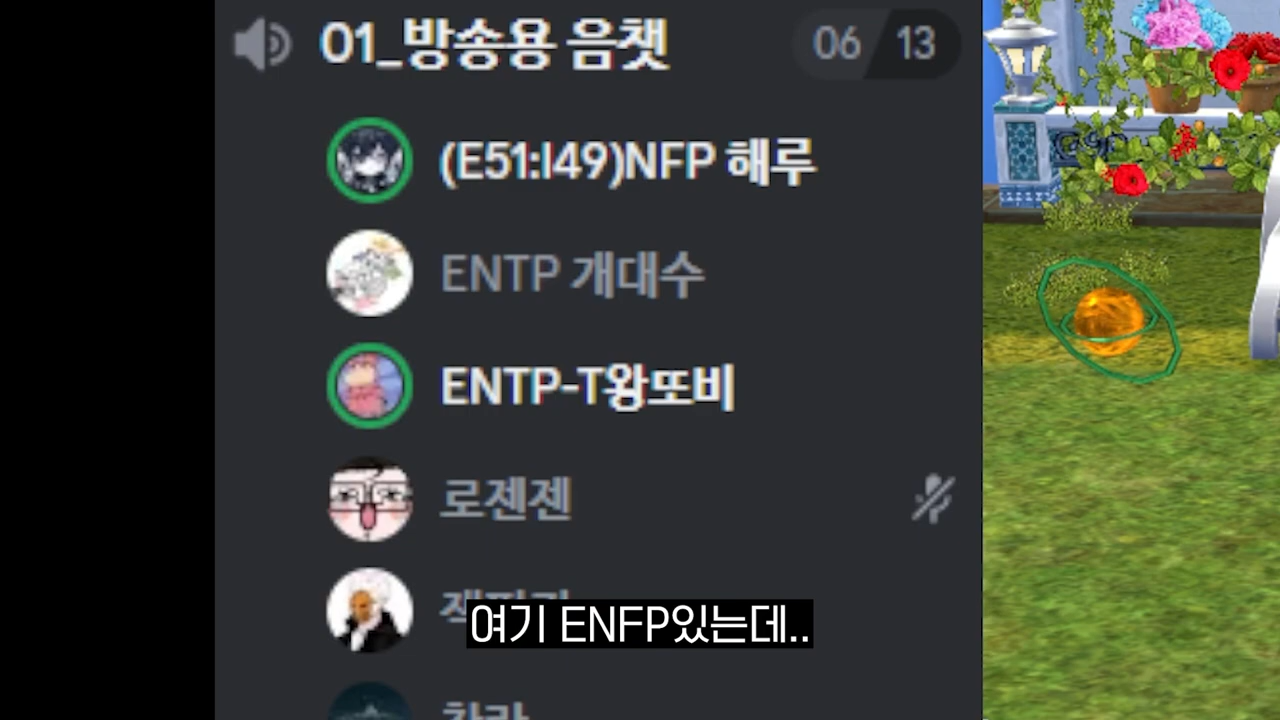 01_방송용 음챗
06 13
(E51:I49)NFP 해루
ENTP 개대수
ENTP-T왕또비
로젠젠
여기 ENFP있는데..